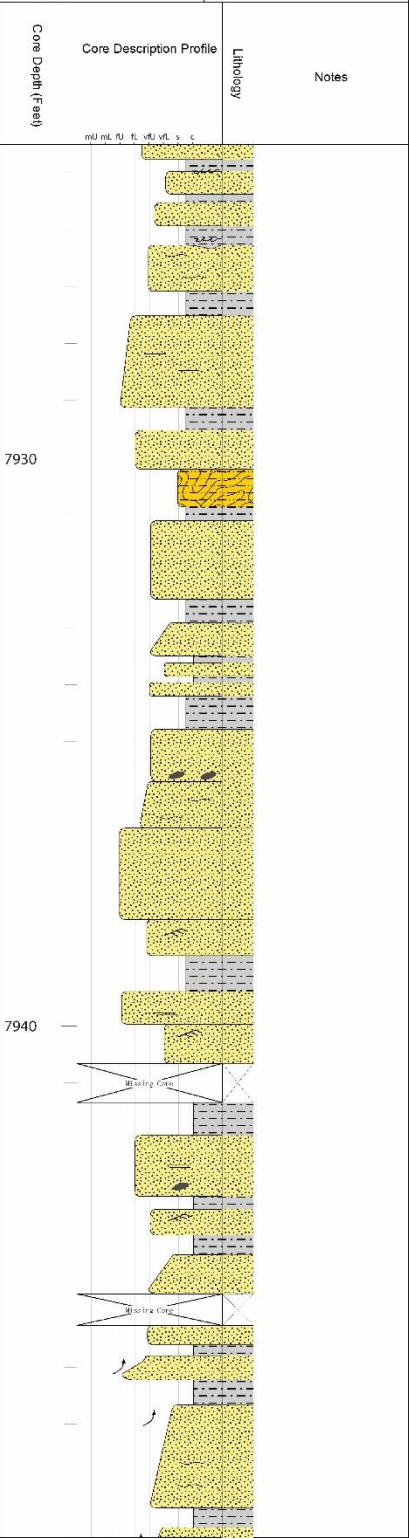 Core Depth (Feet)
Core Description Profile
Lithology
Notes
mU mL fU fL vfU vfL s c
7930
7940
Missing Core
Missing Core